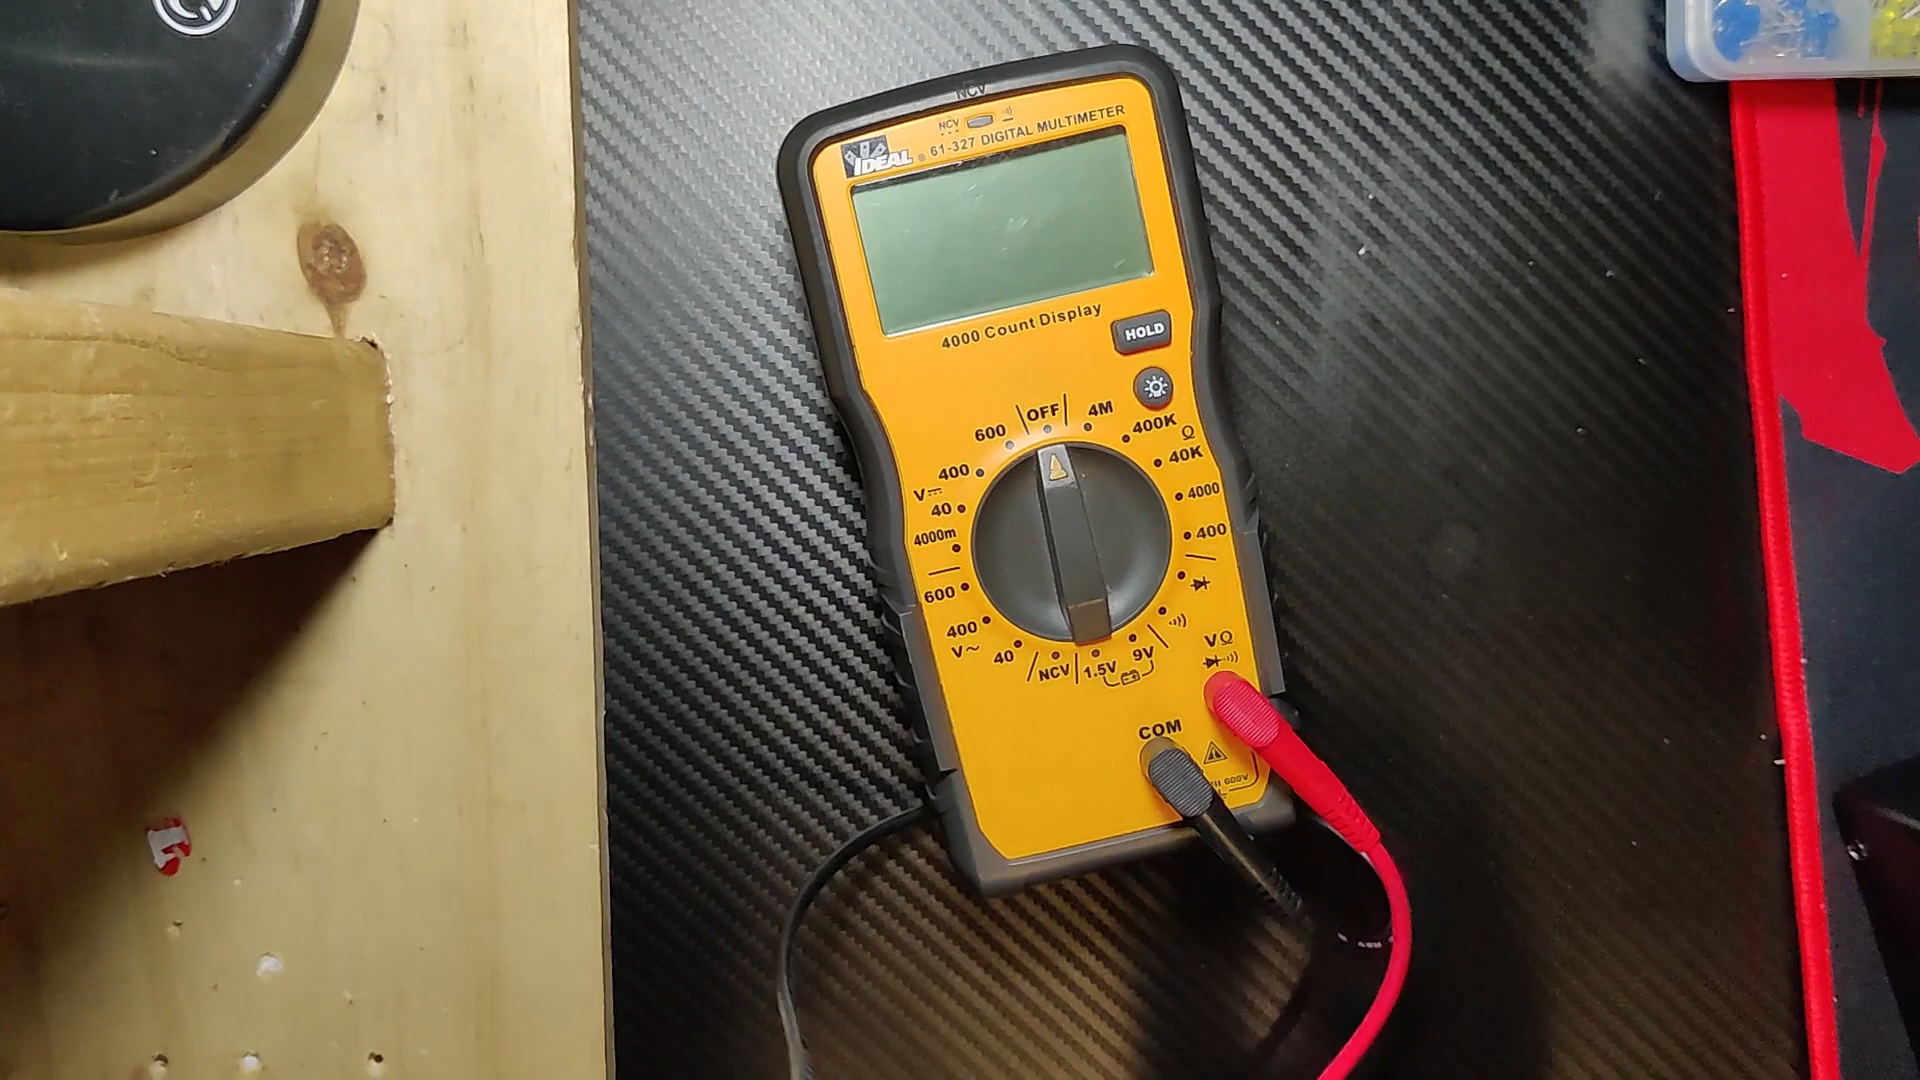 NCV
NCV
IDEAL® 61-327 DIGITAL MULTIMETER
4000 Count Display
HOLD
OFF
4M
400K
Ω
40K
4000
400
600
400
V⎓
40
4000m
600
400
V~
40
NCV
1.5V
9V
VΩ
COM
600V